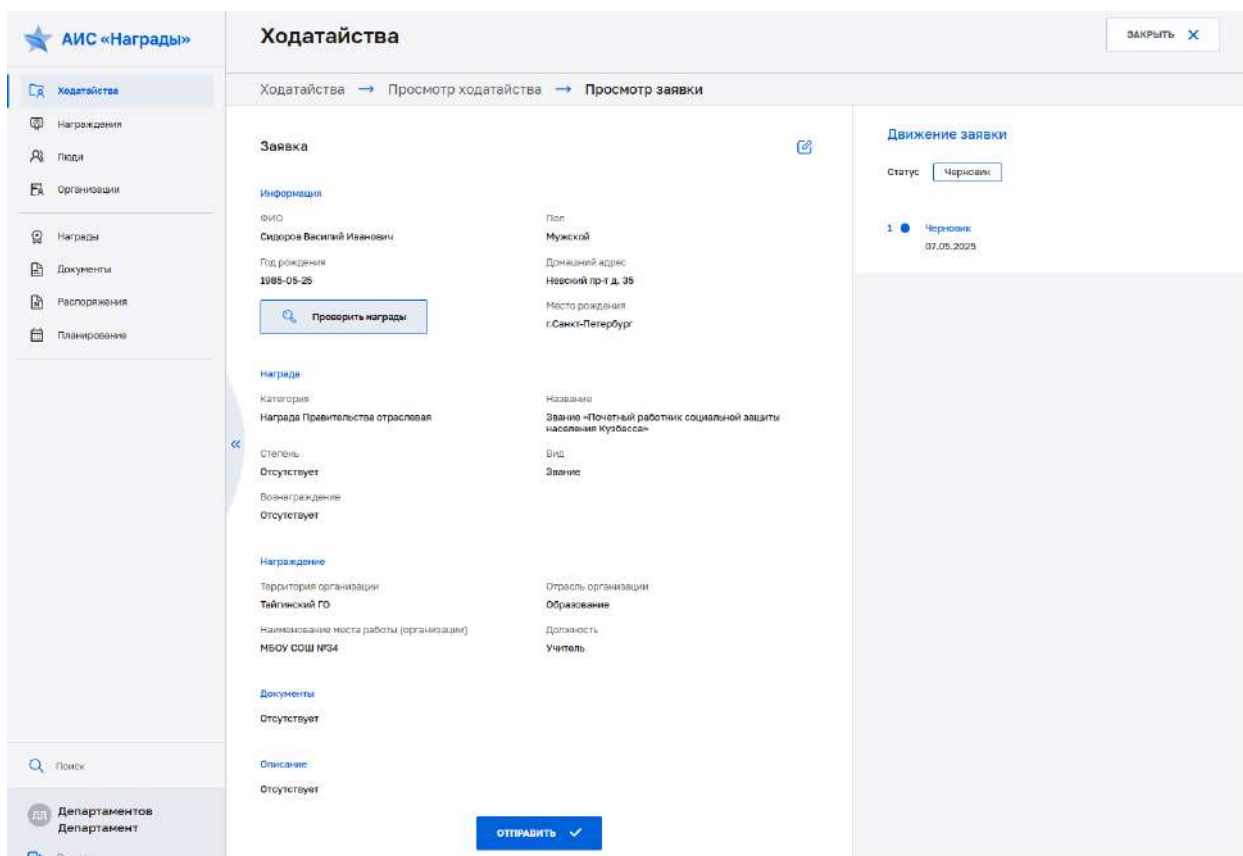 АИС «Награды»
Ходатайства
Награждения
Люди
Организации
Награды
Документы
Распоряжения
Планирование
Поиск
ДД
Департаментов
Департамент
Ходатайства
ЗАКРЫТЬ
Ходатайства → Просмотр ходатайства → Просмотр заявки
Заявка
Информация
ФИО
Пол
Сидоров Василий Иванович
Мужской
Год рождения
Домашний адрес
1985-05-25
Невский пр-т д. 35
Проверить награды
Место рождения
г.Санкт-Петербург
Награда
Категория
Название
Награда Правительства отраслевая
Звание «Почетный работник социальной защиты
населения Кузбасса»
Степень
Вид
Отсутствует
Звание
Вознаграждение
Отсутствует
Награждение
Территория организации
Отрасль организации
Тайгинский ГО
Образование
Наименование места работы (организации)
Должность
МБОУ СОШ №34
Учитель
Документы
Отсутствует
Описание
Отсутствует
ОТПРАВИТЬ
Движение заявки
Статус Черновик
1 Черновик
07.05.2025